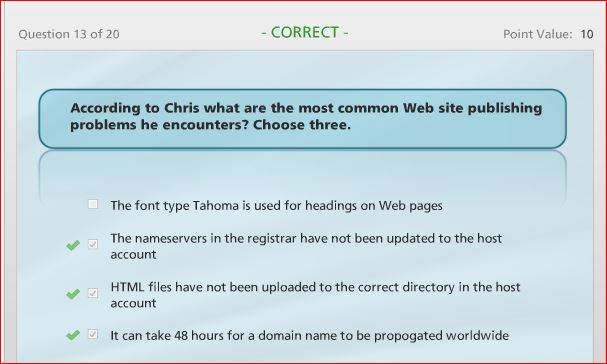 Question 13 of 20
- CORRECT -
Point Value: 10
According to Chris what are the most common Web site publishing
problems he encounters? Choose three.
The font type Tahoma is used for headings on Web pages
The nameservers in the registrar have not been updated to the host
account
HTML files have not been uploaded to the correct directory in the host
account
It can take 48 hours for a domain name to be propogated worldwide